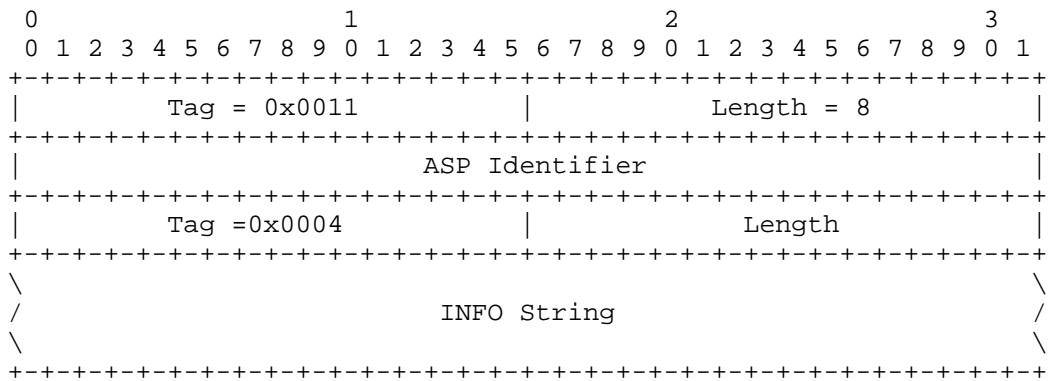 0                   1                   2                   3
0 1 2 3 4 5 6 7 8 9 0 1 2 3 4 5 6 7 8 9 0 1 2 3 4 5 6 7 8 9 0 1
+-+-+-+-+-+-+-+-+-+-+-+-+-+-+-+-+-+-+-+-+-+-+-+-+-+-+-+-+-+-+-+-+
|         Tag = 0x0011          |           Length = 8          |
+-+-+-+-+-+-+-+-+-+-+-+-+-+-+-+-+-+-+-+-+-+-+-+-+-+-+-+-+-+-+-+-+
|                         ASP Identifier                        |
+-+-+-+-+-+-+-+-+-+-+-+-+-+-+-+-+-+-+-+-+-+-+-+-+-+-+-+-+-+-+-+-+
|         Tag =0x0004           |             Length            |
+-+-+-+-+-+-+-+-+-+-+-+-+-+-+-+-+-+-+-+-+-+-+-+-+-+-+-+-+-+-+-+-+
\                                                               \
/                          INFO String                          /
\                                                               \
+-+-+-+-+-+-+-+-+-+-+-+-+-+-+-+-+-+-+-+-+-+-+-+-+-+-+-+-+-+-+-+-+